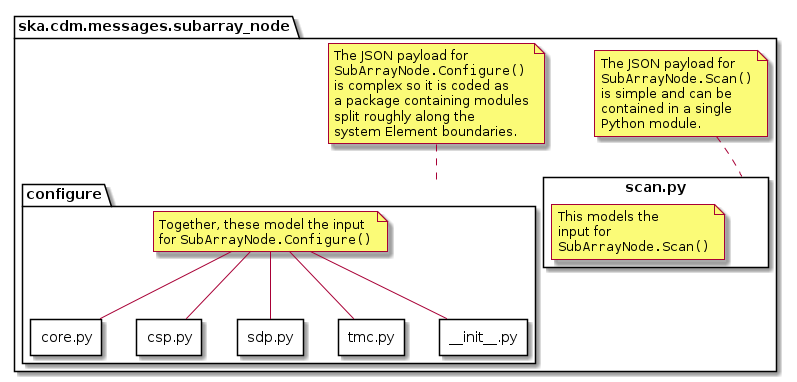 ska.cdm.messages.subarray_node
The JSON payload for
SubArrayNode.Configure()
is complex so it is coded as
a package containing modules
split roughly along the
system Element boundaries.
The JSON payload for
SubArrayNode.Scan()
is simple and can be
contained in a single
Python module.
configure
Together, these model the input
for SubArrayNode.Configure()
core.py
csp.py
sdp.py
tmc.py
__init__.py
scan.py
This models the
input for
SubArrayNode.Scan()